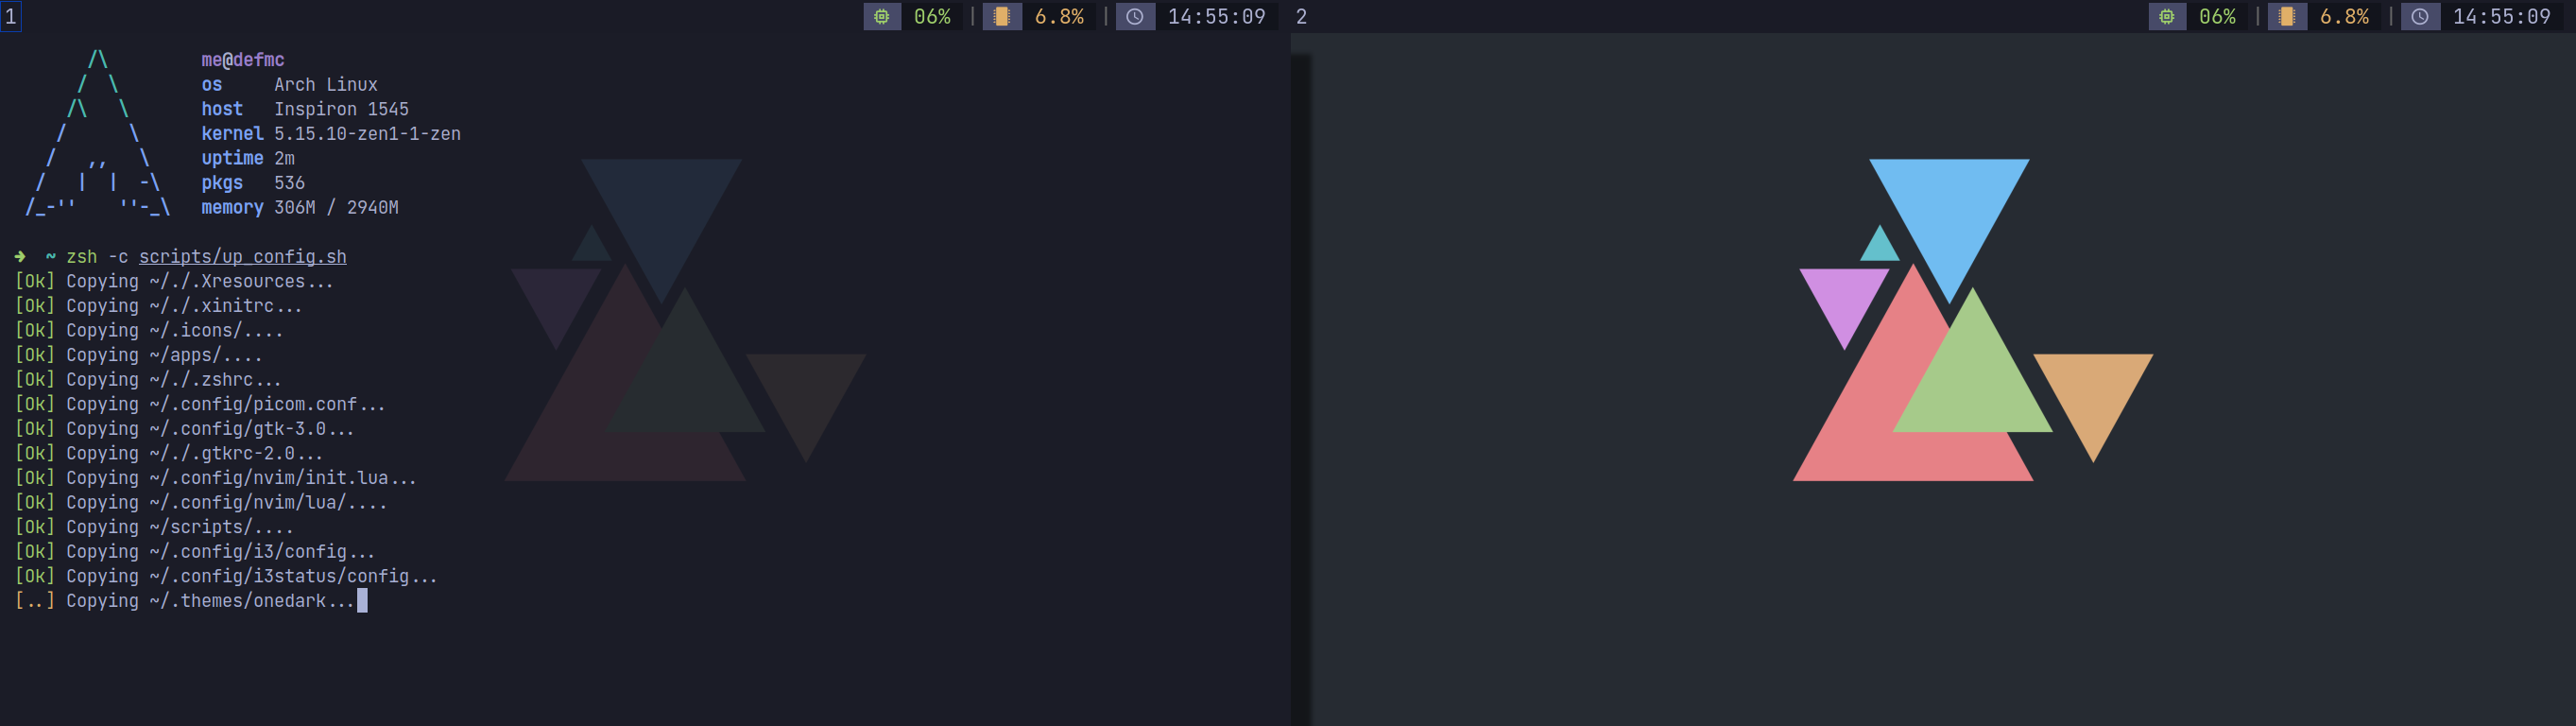 1 06% | 6.8% | 14:55:09 2 06% | 6.8% | 14:55:09
me@defmc
os Arch Linux
host Inspiron 1545
kernel 5.15.10-zen1-1-zen
uptime 2m
pkgs 536
memory 306M / 2940M
➜ ~ zsh -c scripts/up_config.sh
[Ok] Copying ~/./.Xresources...
[Ok] Copying ~/./.xinitrc...
[Ok] Copying ~/.icons/....
[Ok] Copying ~/apps/....
[Ok] Copying ~/./.zshrc...
[Ok] Copying ~/.config/picom.conf...
[Ok] Copying ~/.config/gtk-3.0...
[Ok] Copying ~/./.gtkrc-2.0...
[Ok] Copying ~/.config/nvim/init.lua...
[Ok] Copying ~/.config/nvim/lua/....
[Ok] Copying ~/scripts/....
[Ok] Copying ~/.config/i3/config...
[Ok] Copying ~/.config/i3status/config...
[..] Copying ~/.themes/onedark...